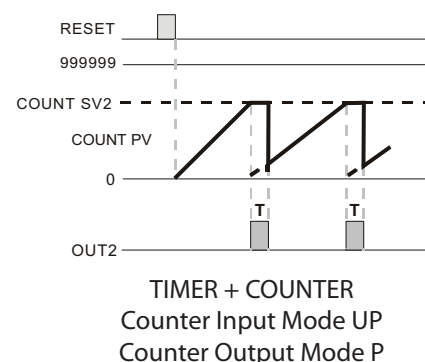 RESET
999999
COUNT SV2
COUNT PV
0
T T
OUT2
TIMER + COUNTER
Counter Input Mode UP
Counter Output Mode P